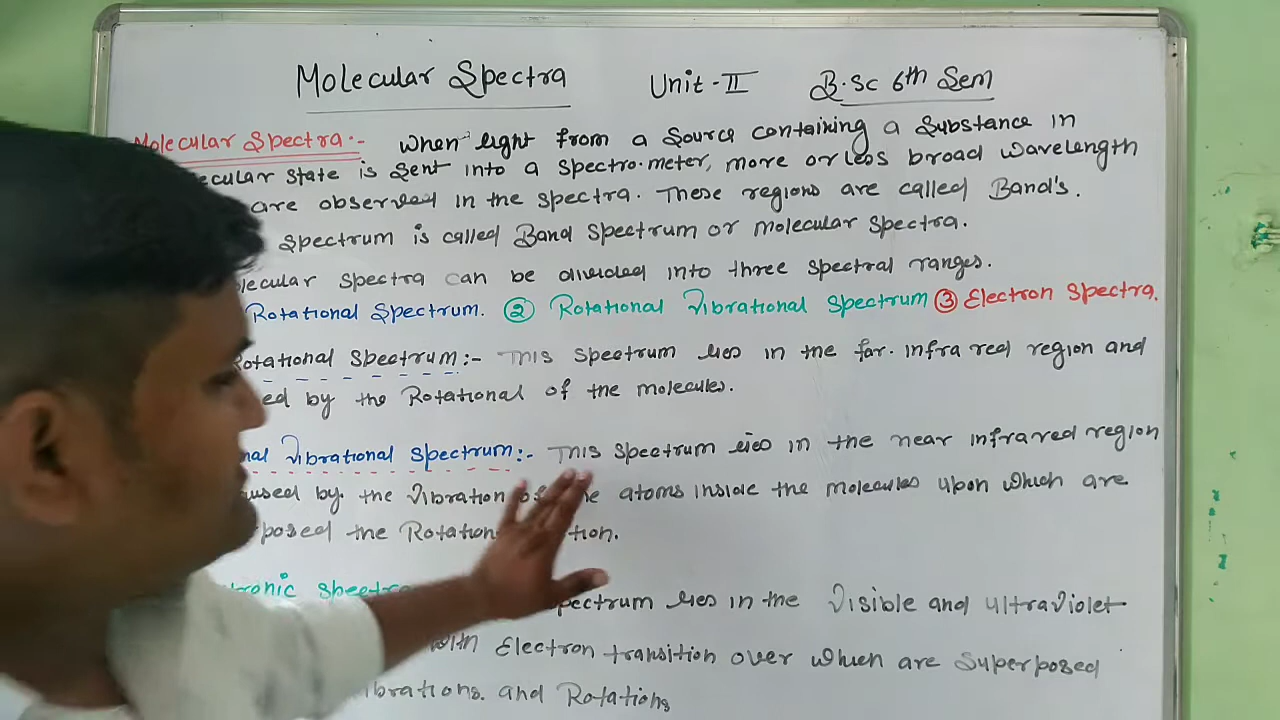 Molecular Spectra Unit-II B.Sc 6th Sem
Molecular Spectra:- When light from a source containing a substance in
ecular state is sent into a spectro.meter, more or less broad wavelength
are observed in the spectra. These regions are called Band's.
spectrum is called Band spectrum or molecular spectra.
lecular spectra can be divided into three spectral ranges.
Rotational Spectrum. ② Rotational Vibrational Spectrum ③ Electron Spectra.
Rotational Spectrum:- This spectrum lies in the far. infra red region and
ed by the Rotational of the molecules.
nal Vibrational Spectrum:- This spectrum lies in the near infrared region
used by the vibration the atoms inside the molecules upon which are
posed the Rotation tion.
tronic spectra spectrum lies in the visible and ultraviolet
with Electron transition over which are superposed
ibrations. and Rotations